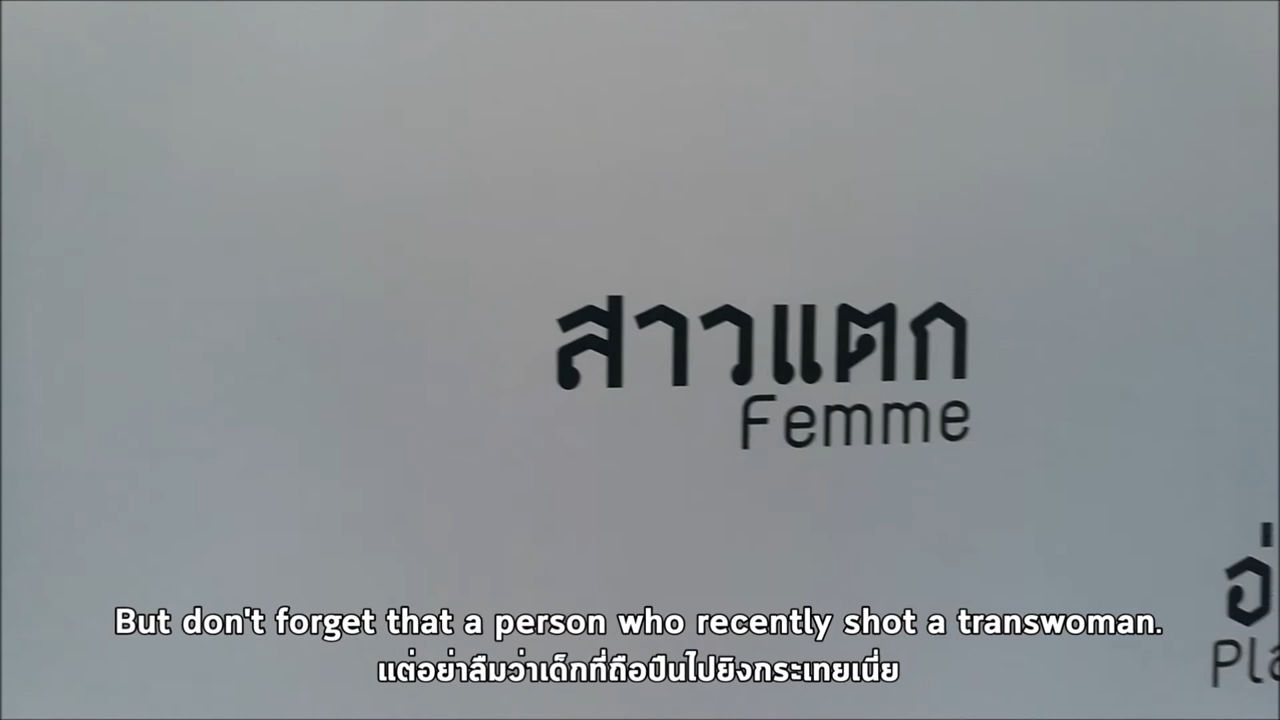 สาวแตก
Femme
But don't forget that a person who recently shot a transwoman.
แต่อย่าลืมว่าเด็กที่ถือปืนไปยิงกระเทยเนี่ย